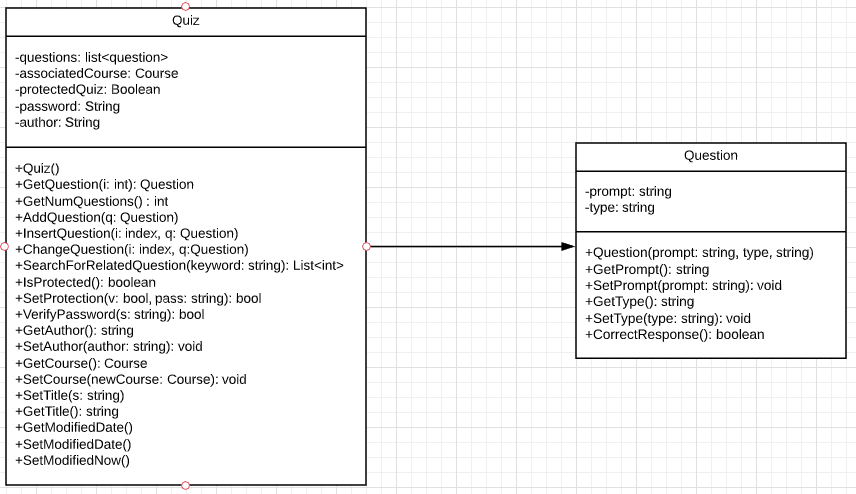 Quiz
-questions: list<question>
-associatedCourse: Course
-protectedQuiz: Boolean
-password: String
-author: String
+Quiz()
+GetQuestion(i: int): Question
+GetNumQuestions() : int
+AddQuestion(q: Question)
+InsertQuestion(i: index, q: Question)
+ChangeQuestion(i: index, q:Question)
+SearchForRelatedQuestion(keyword: string): List<int>
+IsProtected(): boolean
+SetProtection(v: bool, pass: string): bool
+VerifyPassword(s: string): bool
+GetAuthor(): string
+SetAuthor(author: string): void
+GetCourse(): Course
+SetCourse(newCourse: Course): void
+SetTitle(s: string)
+GetTitle(): string
+GetModifiedDate()
+SetModifiedDate()
+SetModifiedNow()
Question
-prompt: string
-type: string
+Question(prompt: string, type, string)
+GetPrompt(): string
+SetPrompt(prompt: string): void
+GetType(): string
+SetType(type: string): void
+CorrectResponse(): boolean